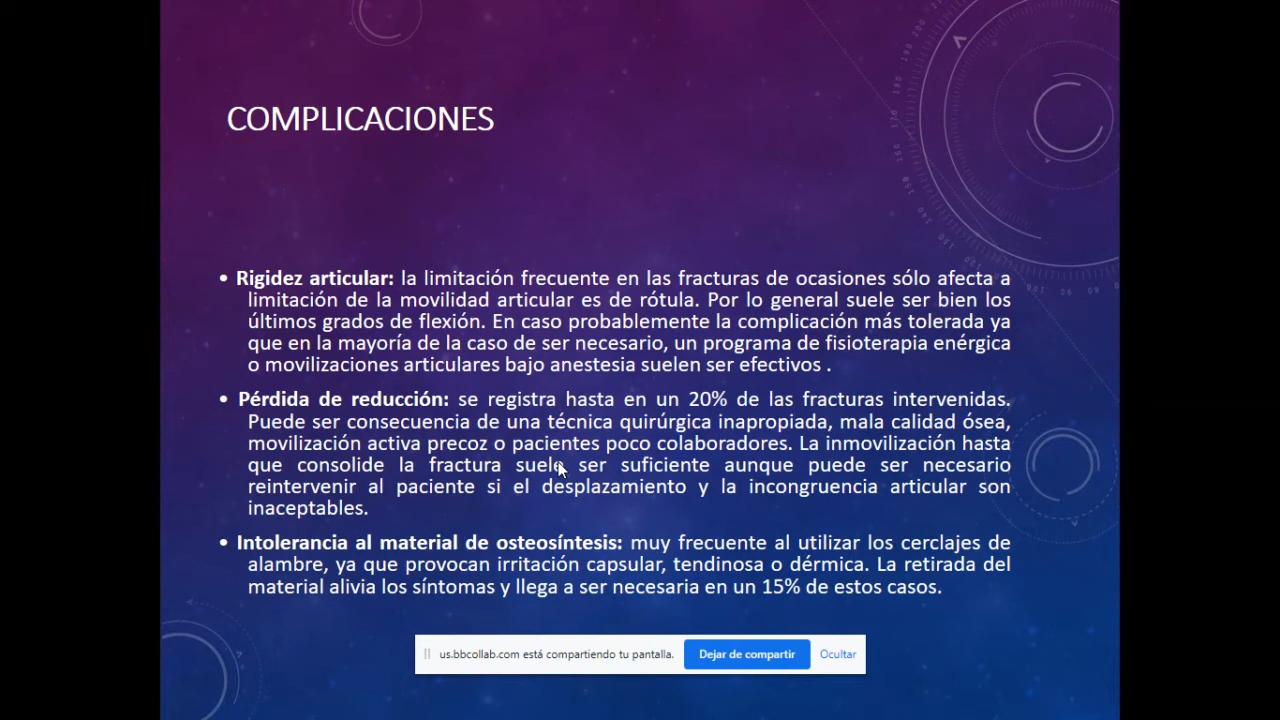 COMPLICACIONES
• Rigidez articular: la limitación frecuente en las fracturas de ocasiones sólo afecta a
limitación de la movilidad articular es de rótula. Por lo general suele ser bien los
últimos grados de flexión. En caso probablemente la complicación más tolerada ya
que en la mayoría de la caso de ser necesario, un programa de fisioterapia enérgica
o movilizaciones articulares bajo anestesia suelen ser efectivos .
• Pérdida de reducción: se registra hasta en un 20% de las fracturas intervenidas.
Puede ser consecuencia de una técnica quirúrgica inapropiada, mala calidad ósea,
movilización activa precoz o pacientes poco colaboradores. La inmovilización hasta
que consolide la fractura suele ser suficiente aunque puede ser necesario
reintervenir al paciente si el desplazamiento y la incongruencia articular son
inaceptables.
• Intolerancia al material de osteosíntesis: muy frecuente al utilizar los cerclajes de
alambre, ya que provocan irritación capsular, tendinosa o dérmica. La retirada del
material alivia los síntomas y llega a ser necesaria en un 15% de estos casos.
us.bbcollab.com está compartiendo tu pantalla. Dejar de compartir Ocultar